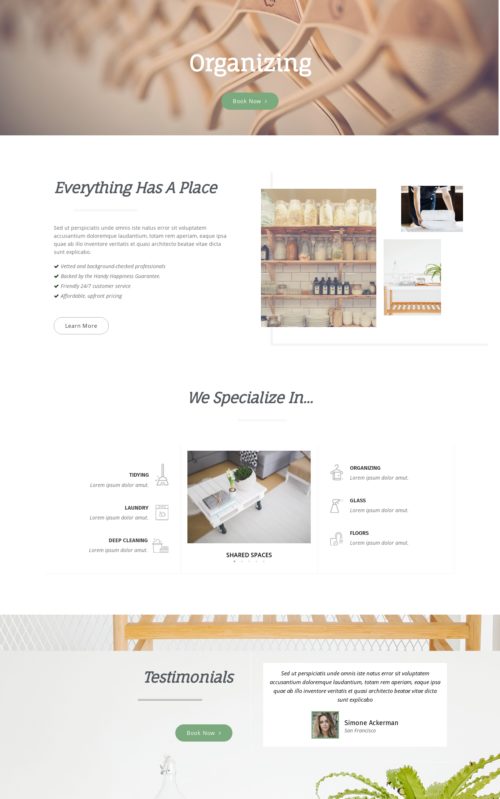 Organizing
Book Now >
Everything Has A Place
Sed ut perspiciatis unde omnis iste natus error sit voluptatem
accusantium doloremque laudantium, totam rem aperiam, eaque ipsa
quae ab illo inventore veritatis et quasi architecto beatae vitae dicta
sunt explicabo.
Vetted and background-checked professionals
Backed by the Handy Happiness Guarantee.
Friendly 24/7 customer service
Affordable, upfront pricing
Learn More
We Specialize In...
TIDYING
Lorem ipsum dolor amut.
LAUNDRY
Lorem ipsum dolor amut.
DEEP CLEANING
Lorem ipsum dolor amut.
SHARED SPACES
ORGANIZING
Lorem ipsum dolor amut.
GLASS
Lorem ipsum dolor amut.
FLOORS
Lorem ipsum dolor amut.
Testimonials
Book Now >
Sed ut perspiciatis unde omnis iste natus error sit voluptatem
accusantium doloremque laudantium, totam rem aperiam, eaque ipsa
quae ab illo inventore veritatis et quasi architecto beatae vitae dicta
sunt explicabo
Simone Ackerman
San Francisco